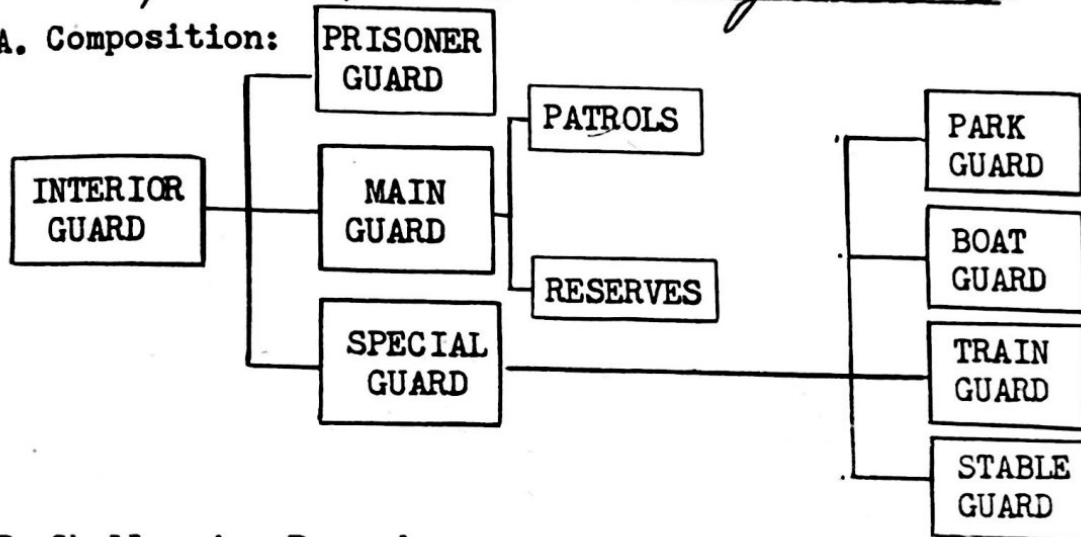 A. Composition:
PRISONER
GUARD
INTERIOR
GUARD
MAIN
GUARD
SPECIAL
GUARD
PATROLS
RESERVES
PARK
GUARD
BOAT
GUARD
TRAIN
GUARD
STABLE
GUARD